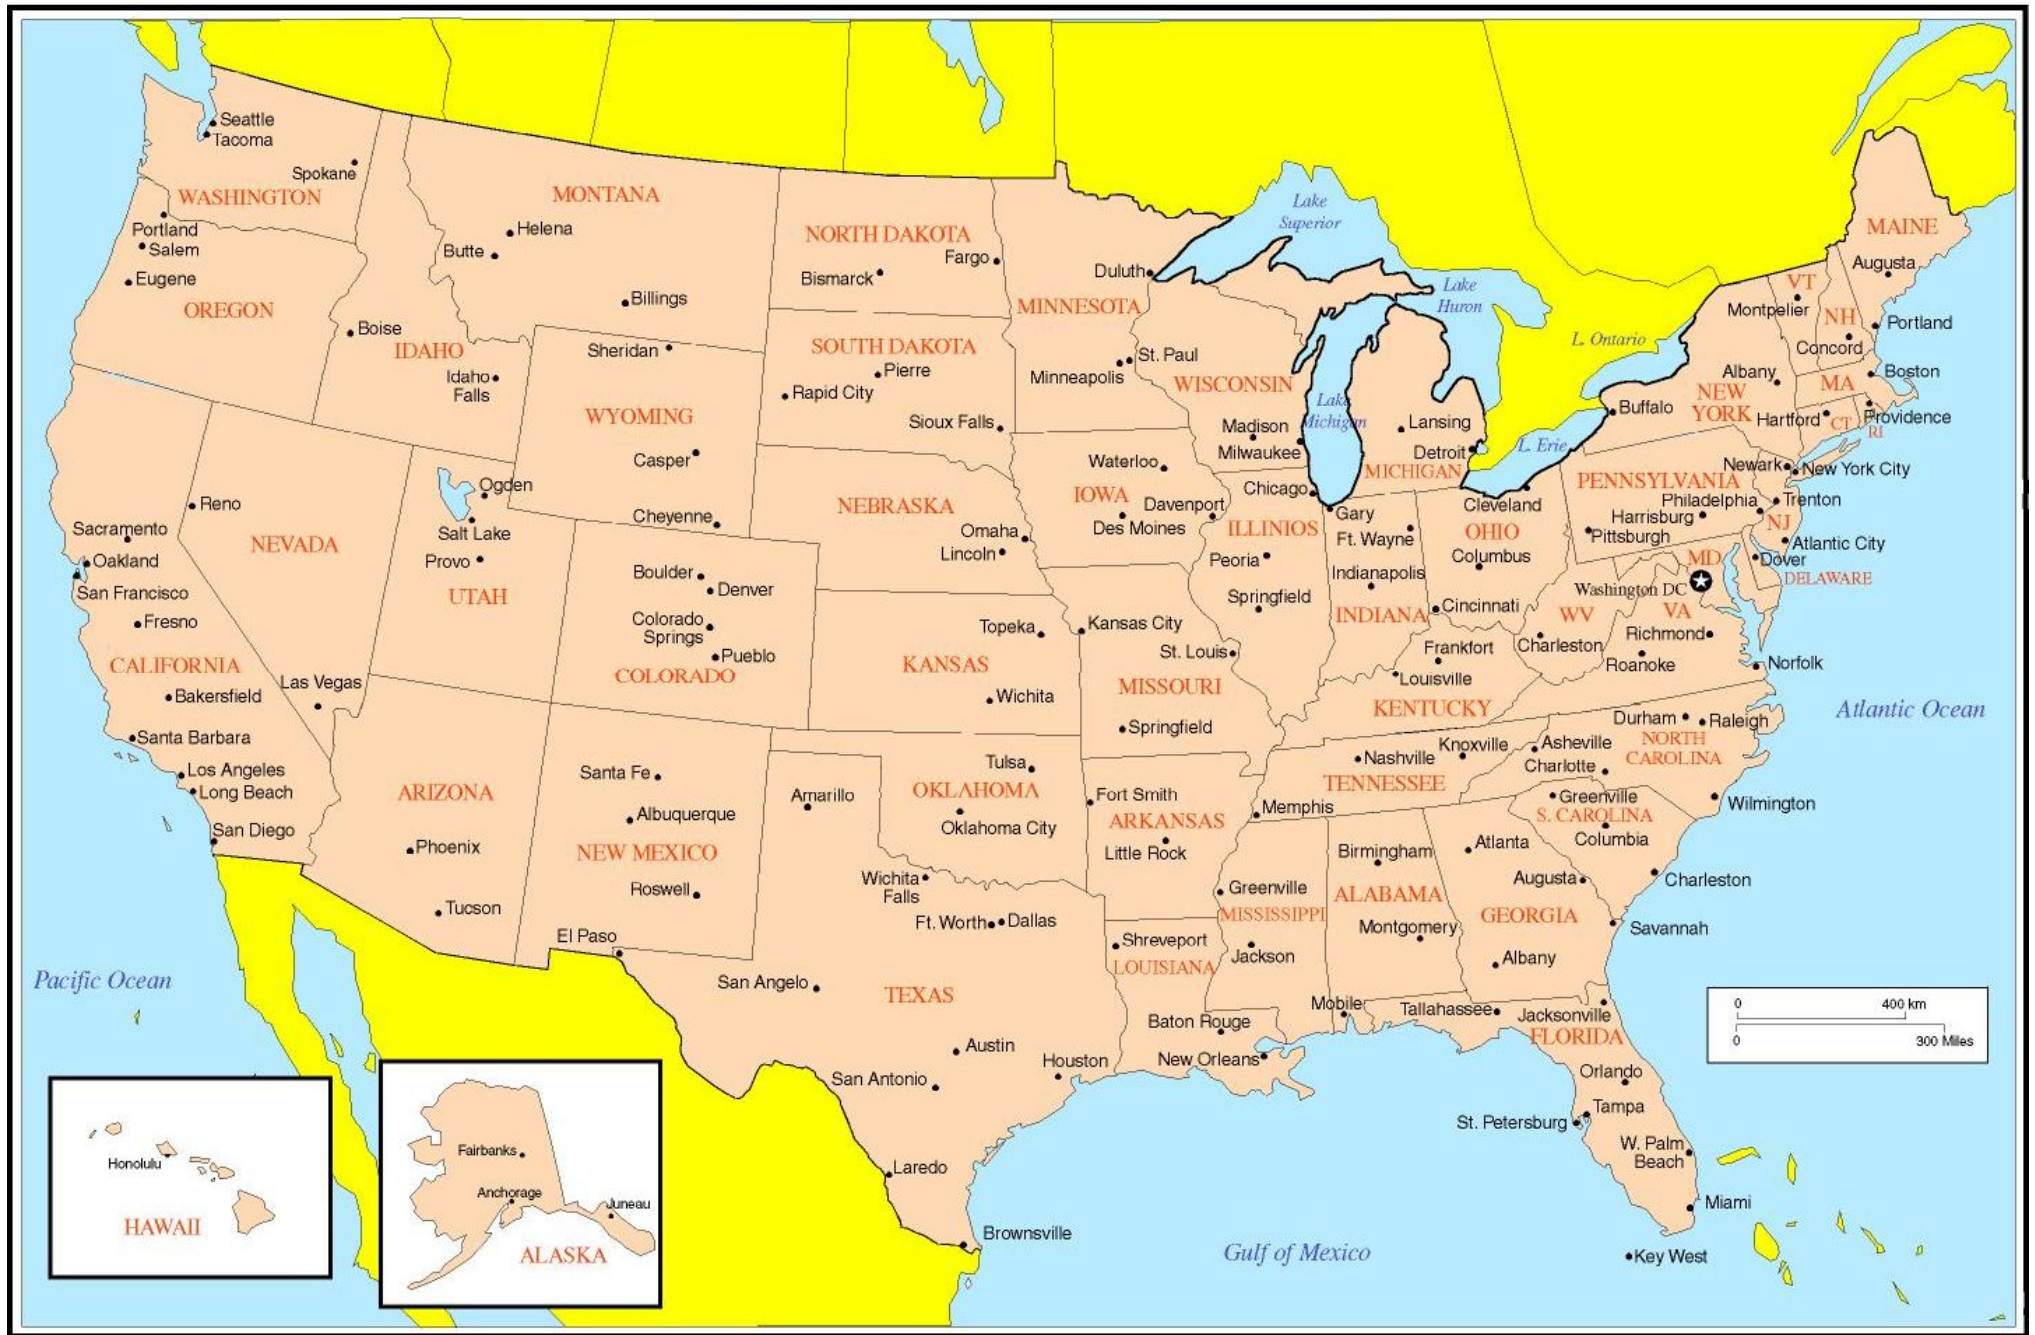 Seattle
Tacoma
Spokane
WASHINGTON
Portland
Salem
Eugene
OREGON
MONTANA
Helena
Butte
Billings
Boise
IDAHO
Idaho
Falls
NORTH DAKOTA
Fargo
Bismarck
SOUTH DAKOTA
Pierre
Rapid City
Sioux Falls
Sheridan
WYOMING
Casper
Cheyenne
Duluth
MINNESOTA
St. Paul
Minneapolis
WISCONSIN
Madison
Milwaukee
Lake
Superior
Lake
Huron
Lake
Michigan
L. Ontario
L. Erie
Lansing
Detroit
MICHIGAN
MAINE
Augusta
VT
Montpelier
NH
Portland
Concord
Albany
MA
Boston
NEW
YORK
Buffalo
Hartford
CT
Providence
RI
PENNSYLVANIA
Newark
New York City
Philadelphia
Trenton
Harrisburg
NJ
Pittsburgh
Atlantic City
MD
Dover
DELAWARE
Washington DC
WV
VA
Richmond
Charleston
Roanoke
Norfolk
Reno
NEVADA
Las Vegas
Sacramento
Oakland
San Francisco
Fresno
CALIFORNIA
Bakersfield
Santa Barbara
Los Angeles
Long Beach
San Diego
Ogden
Salt Lake
Provo
UTAH
Boulder
Denver
Colorado
Springs
Pueblo
COLORADO
NEBRASKA
Omaha
Lincoln
Topeka
KANSAS
Wichita
Waterloo
IOWA
Davenport
Des Moines
Chicago
ILLINIOS
Peoria
Springfield
Gary
Ft. Wayne
Indianapolis
INDIANA
Cleveland
OHIO
Columbus
Cincinnati
Kansas City
St. Louis
MISSOURI
Springfield
Frankfort
Louisville
KENTUCKY
Nashville
Knoxville
TENNESSEE
Memphis
Durham
Raleigh
Asheville
NORTH
CAROLINA
Charlotte
Wilmington
Greenville
S. CAROLINA
Columbia
Charleston
Atlantic Ocean
ARIZONA
Phoenix
Tucson
Santa Fe
Albuquerque
NEW MEXICO
Roswell
Tulsa
OKLAHOMA
Oklahoma City
Fort Smith
ARKANSAS
Little Rock
Amarillo
Wichita
Falls
Ft. Worth
Dallas
El Paso
San Angelo
TEXAS
Austin
Houston
San Antonio
Laredo
Brownsville
Shreveport
LOUISIANA
Baton Rouge
New Orleans
Greenville
MISSISSIPPI
Jackson
Birmingham
ALABAMA
Montgomery
Mobile
Atlanta
Augusta
GEORGIA
Savannah
Albany
Tallahassee
Jacksonville
FLORIDA
Orlando
Tampa
St. Petersburg
W. Palm
Beach
Miami
Key West
Pacific Ocean
Gulf of Mexico
0
400 km
0
300 Miles
Honolulu
HAWAII
Fairbanks
Anchorage
Juneau
ALASKA